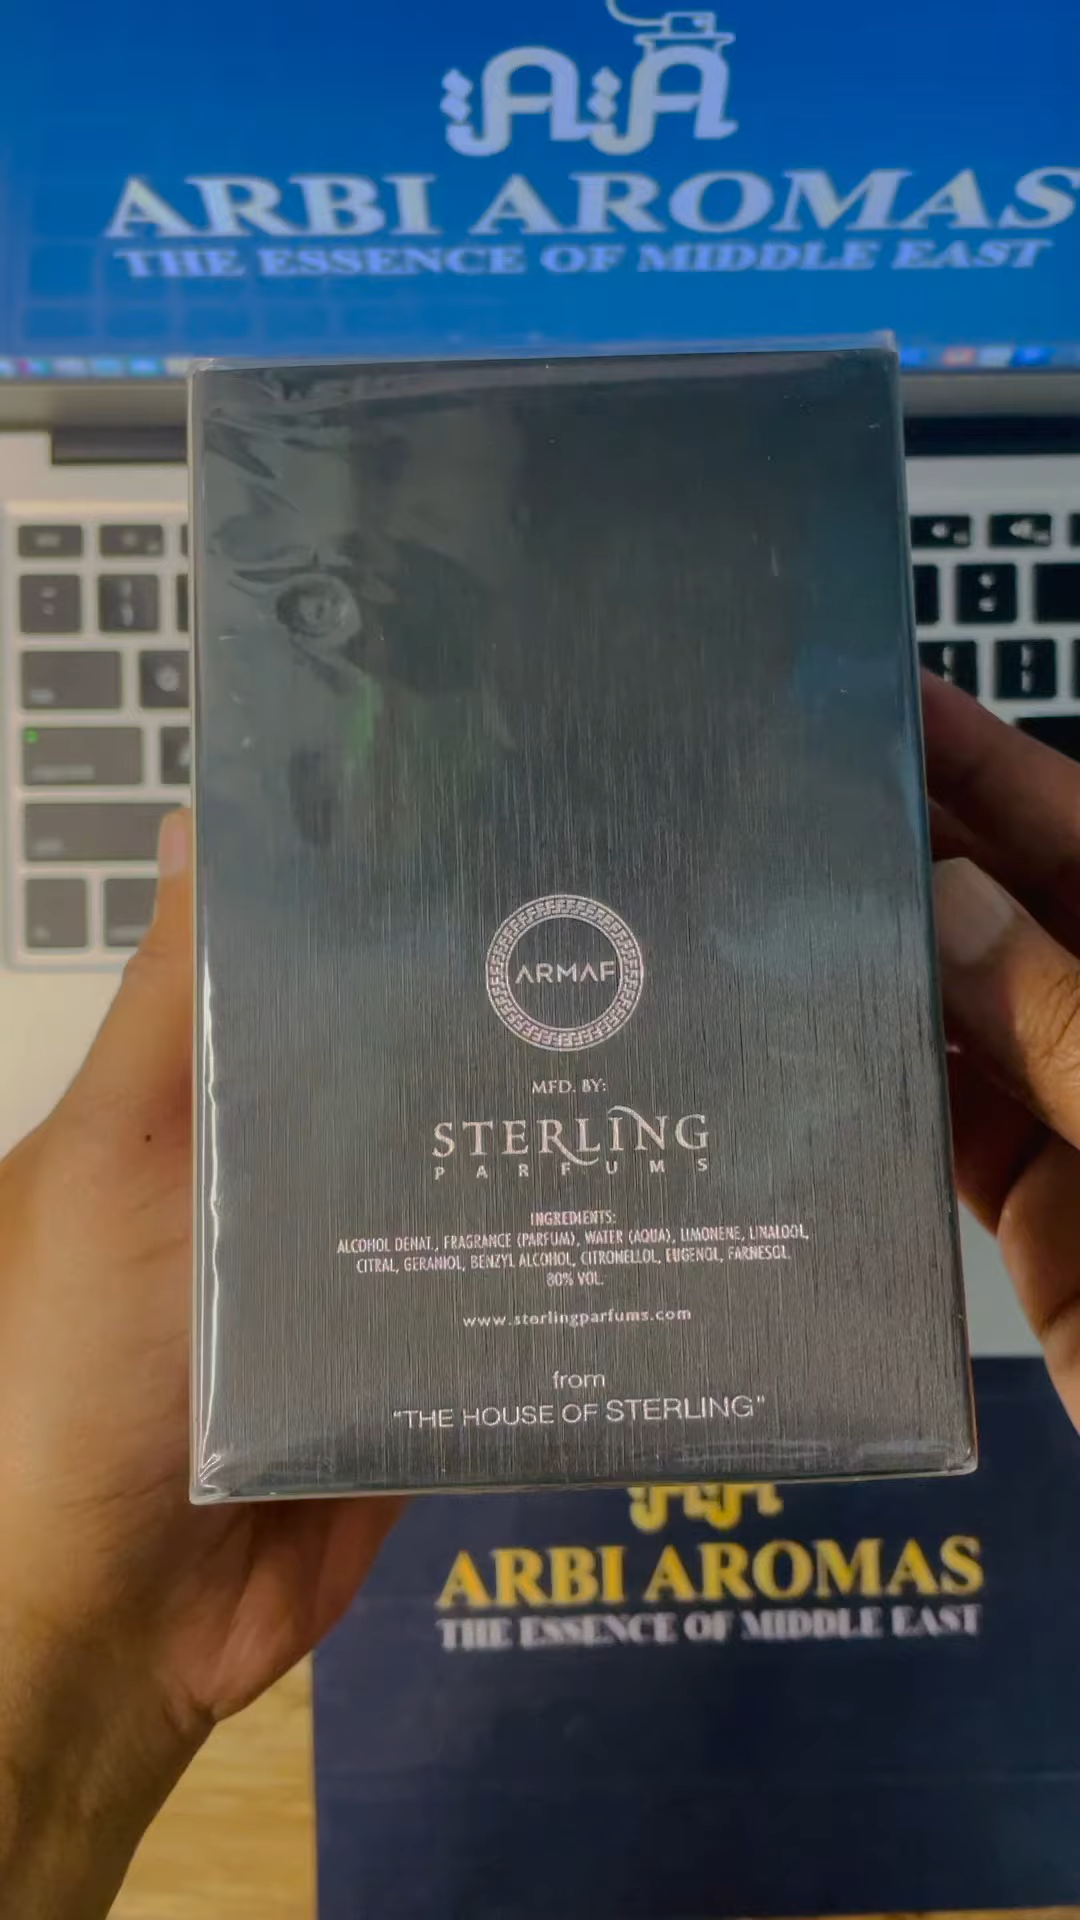 ARBI AROMAS
THE ESSENCE OF MIDDLE EAST
ARMAF
MFD. BY:
STERLING
PARFUMS
INGREDIENTS:
ALCOHOL DENAT., FRAGRANCE (PARFUM), WATER (AQUA), LIMONENE, LINALOOL,
CITRAL, GERANIOL, BENZYL ALCOHOL, CITRONELLOL, EUGENOL, FARNESOL.
80% VOL.
www.sterlingparfums.com
from
"THE HOUSE OF STERLING"
ARBI AROMAS
THE ESSENCE OF MIDDLE EAST